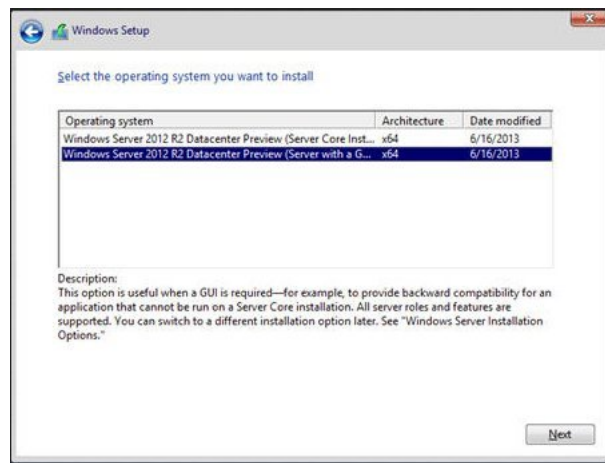 Windows Setup
Select the operating system you want to install
Operating system Architecture Date modified
Windows Server 2012 R2 Datacenter Preview (Server Core Inst... x64 6/16/2013
Windows Server 2012 R2 Datacenter Preview (Server with a G... x64 6/16/2013
Description:
This option is useful when a GUI is required—for example, to provide backward compatibility for an
application that cannot be run on a Server Core installation. All server roles and features are
supported. You can switch to a different installation option later. See "Windows Server Installation
Options."
Next